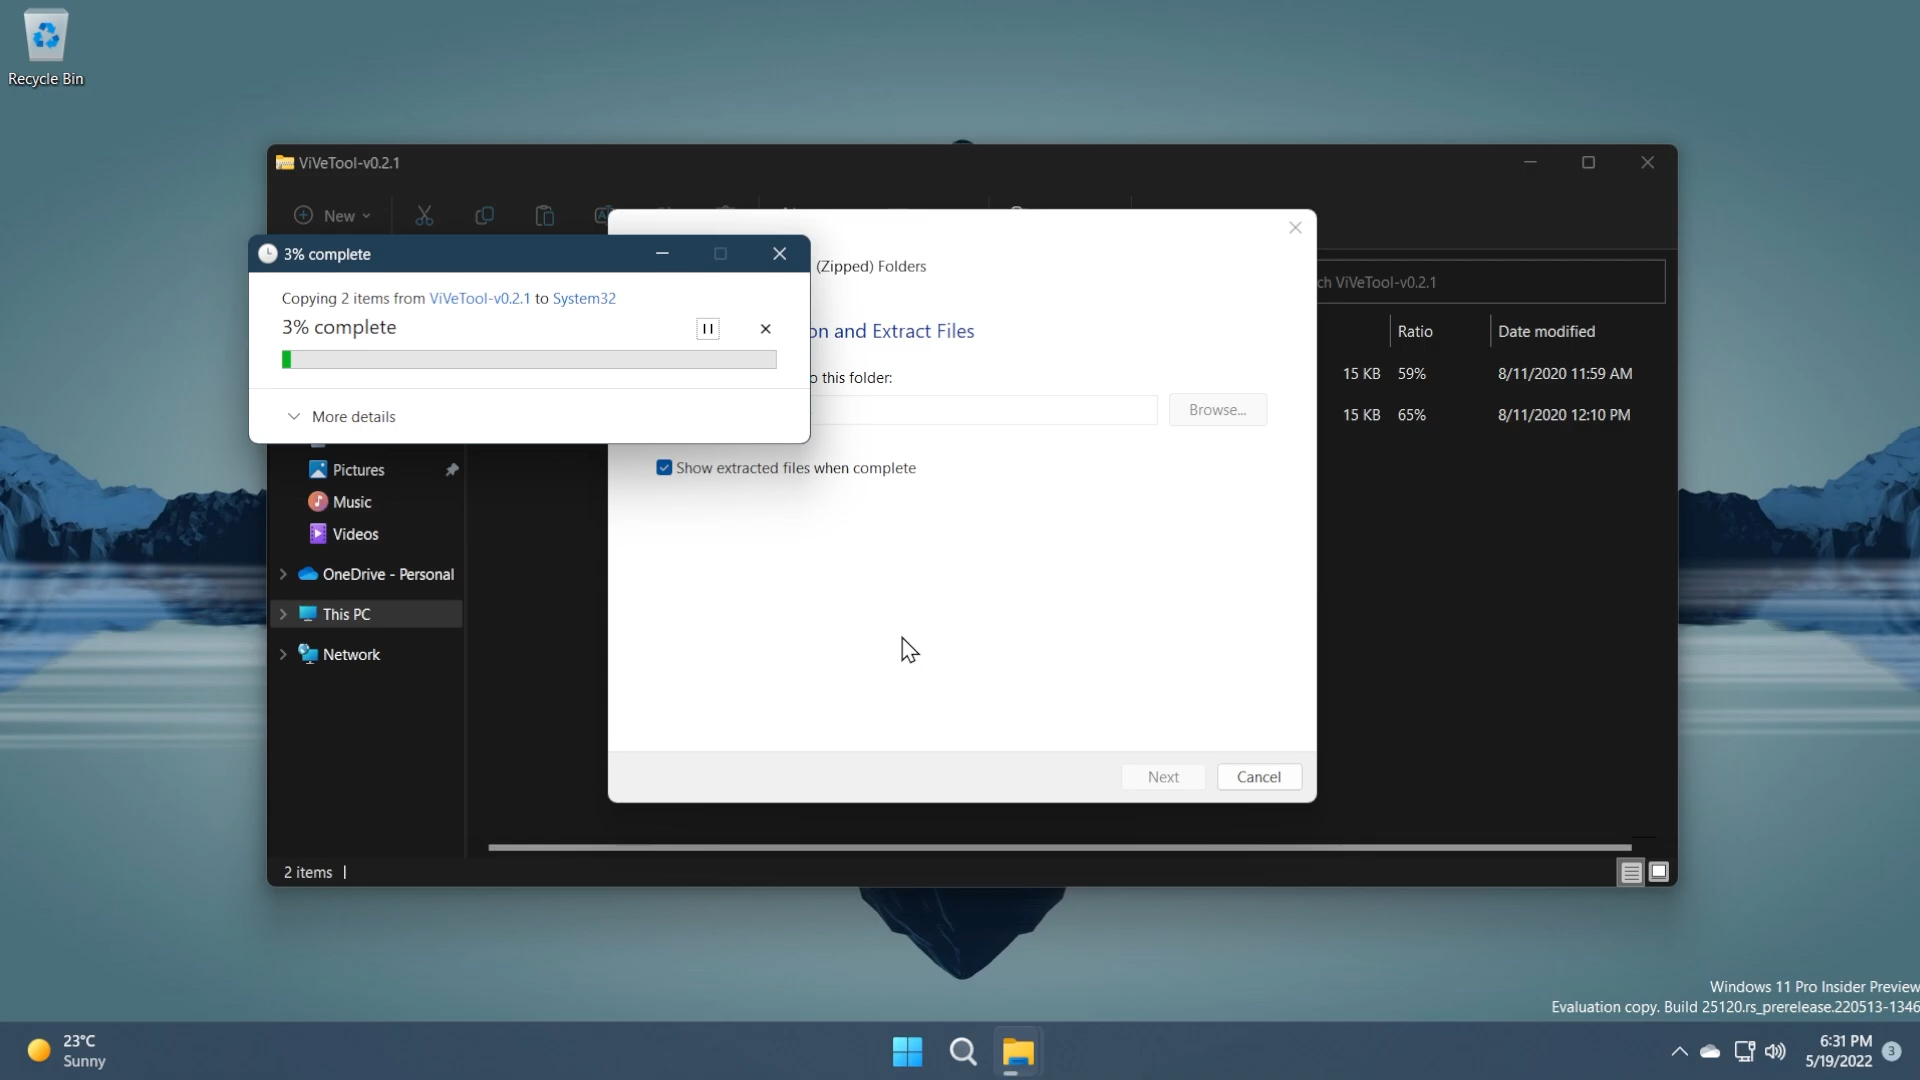 Recycle Bin
ViVeTool-v0.2.1
New
(Zipped) Folders
3% complete
Copying 2 items from ViVeTool-v0.2.1 to System32
3% complete
More details
on and Extract Files
o this folder:
Browse...
Show extracted files when complete
Next
Cancel
ch ViVeTool-v0.2.1
Ratio
Date modified
15 KB 59% 8/11/2020 11:59 AM
15 KB 65% 8/11/2020 12:10 PM
Pictures
Music
Videos
OneDrive - Personal
This PC
Network
2 items
Windows 11 Pro Insider Preview
Evaluation copy. Build 25120.rs_prerelease.220513-1346
23°C
Sunny
6:31 PM
5/19/2022
3